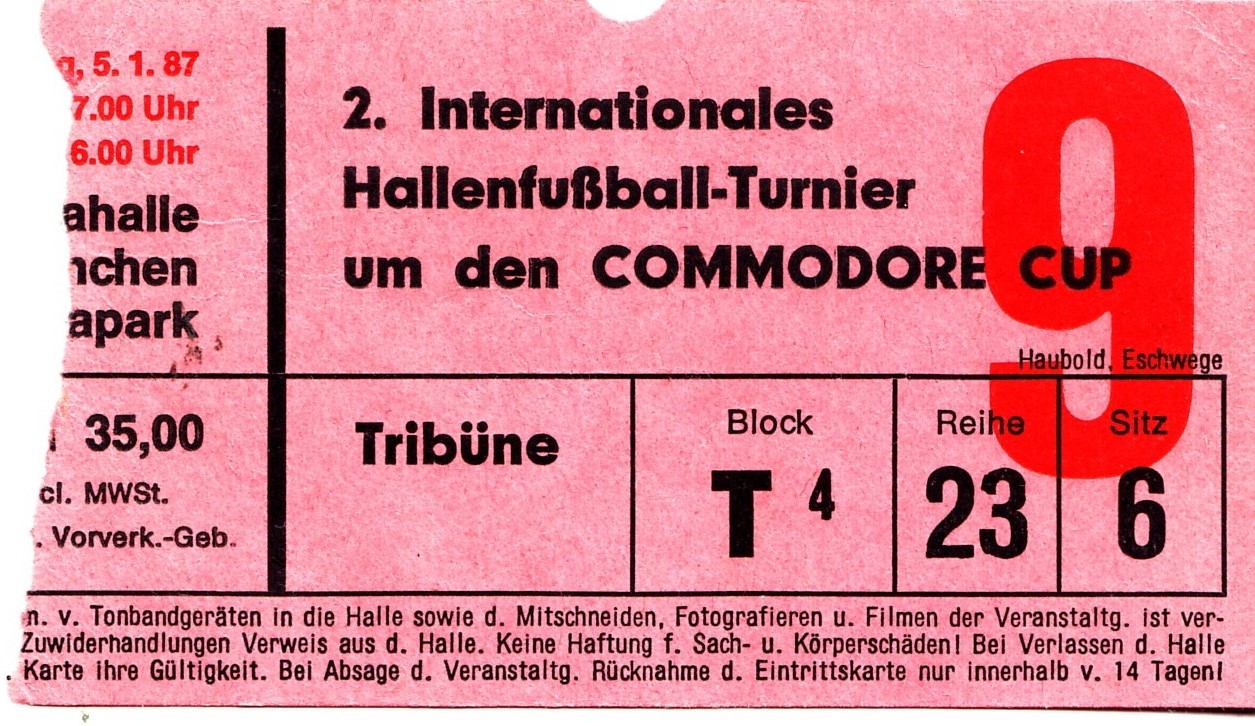 , 5. 1. 87
7.00 Uhr
6.00 Uhr
ahalle
nchen
apark
35,00
cl. MWSt.
. Vorverk.-Geb.
2. Internationales
Hallenfußball-Turnier
um den COMMODORE CUP
9
Haubold, Eschwege
Tribüne
Block
T 4
Reihe
23
Sitz
6
n. v. Tonbandgeräten in die Halle sowie d. Mitschneiden, Fotografieren u. Filmen der Veranstaltg. ist ver-
Zuwiderhandlungen Verweis aus d. Halle. Keine Haftung f. Sach- u. Körperschäden! Bei Verlassen d. Halle
. Karte ihre Gültigkeit. Bei Absage d. Veranstaltg. Rücknahme d. Eintrittskarte nur innerhalb v. 14 Tagen!